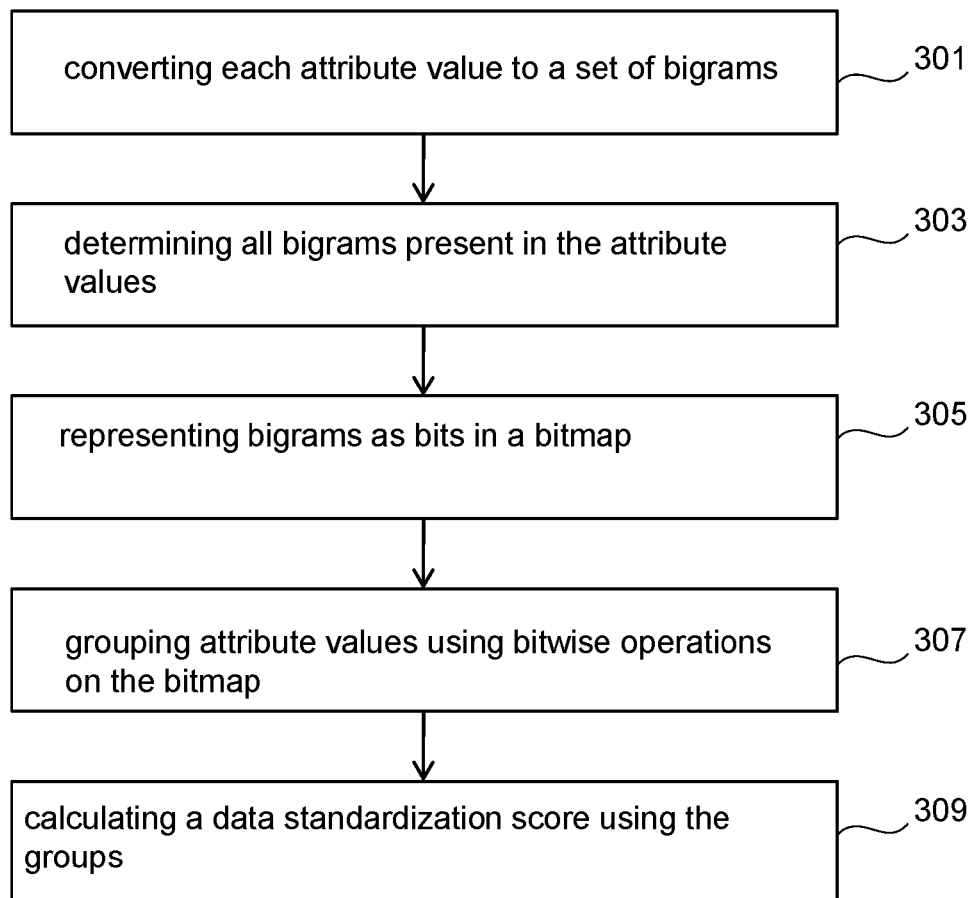 converting each attribute value to a set of bigrams
301
determining all bigrams present in the attribute
values
303
representing bigrams as bits in a bitmap
305
grouping attribute values using bitwise operations
on the bitmap
307
calculating a data standardization score using the
groups
309